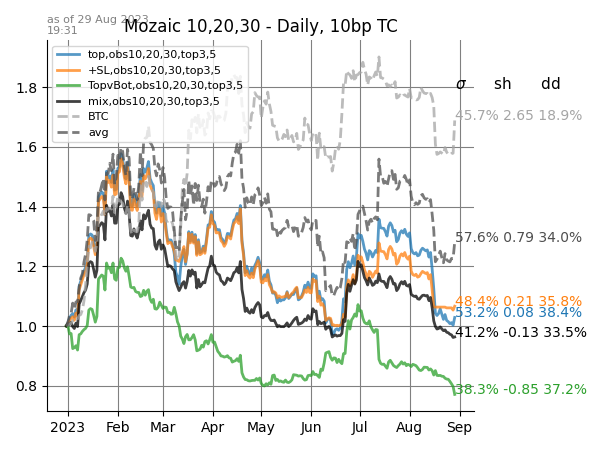 as of 29 Aug 2023
19:31
Mozaic 10,20,30 - Daily, 10bp TC
top,obs10,20,30,top3,5
+SL,obs10,20,30,top3,5
TopvBot,obs10,20,30,top3,5
mix,obs10,20,30,top3,5
BTC
avg
σ sh dd
45.7% 2.65 18.9%
57.6% 0.79 34.0%
48.4% 0.21 35.8%
53.2% 0.08 38.4%
41.2% -0.13 33.5%
38.3% -0.85 37.2%
1.8
1.6
1.4
1.2
1.0
0.8
2023 Feb Mar Apr May Jun Jul Aug Sep